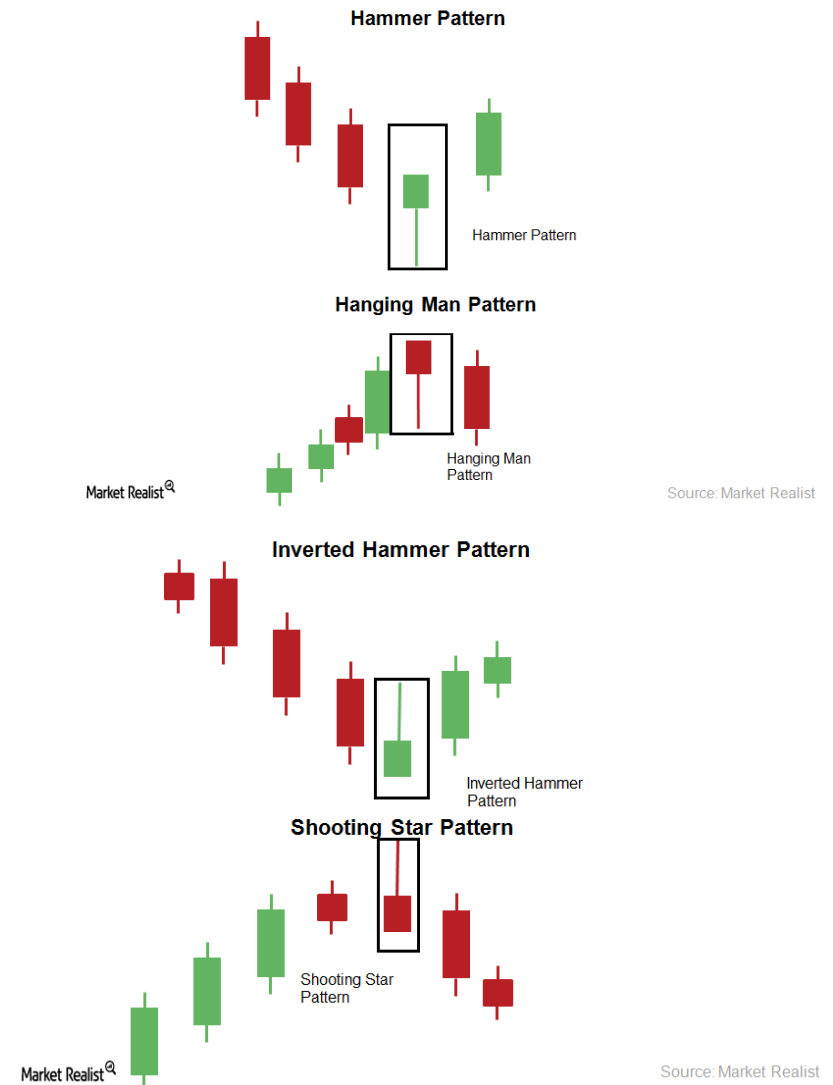 Hammer Pattern
Hammer Pattern
Hanging Man Pattern
Hanging Man
Pattern
Market Realist
Source: Market Realist
Inverted Hammer Pattern
Inverted Hammer
Pattern
Shooting Star Pattern
Shooting Star
Pattern
Market Realist
Source: Market Realist